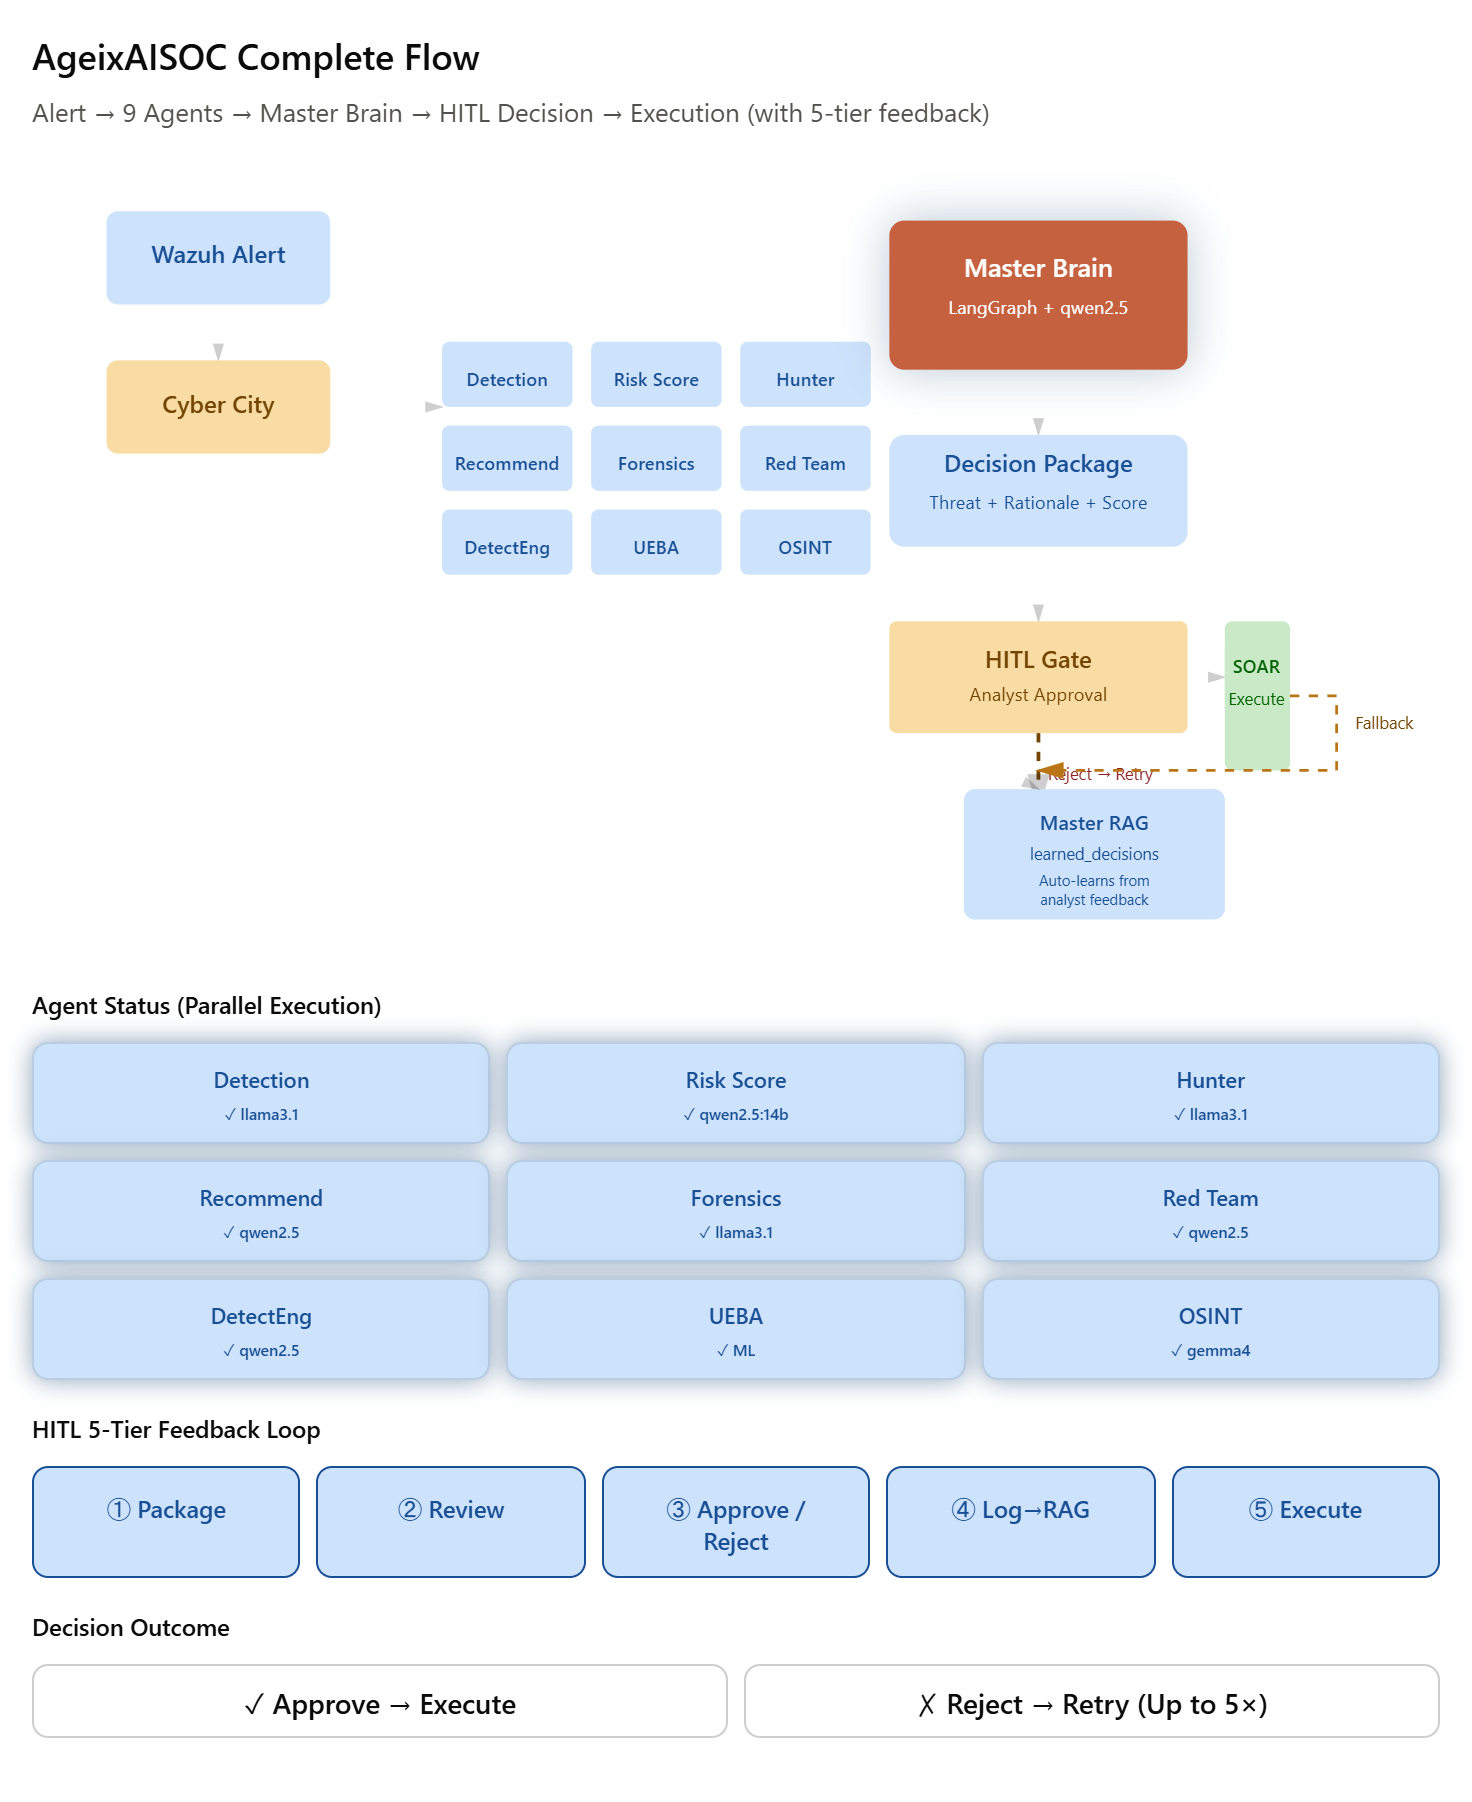 AgeixAISOC Complete Flow
Alert → 9 Agents → Master Brain → HITL Decision → Execution (with 5-tier feedback)
Wazuh Alert
Cyber City
Detection
Risk Score
Hunter
Recommend
Forensics
Red Team
DetectEng
UEBA
OSINT
Master Brain
LangGraph + qwen2.5
Decision Package
Threat + Rationale + Score
HITL Gate
Analyst Approval
SOAR
Execute
Fallback
Reject → Retry
Master RAG
learned_decisions
Auto-learns from
analyst feedback
Agent Status (Parallel Execution)
Detection
✓ llama3.1
Risk Score
✓ qwen2.5:14b
Hunter
✓ llama3.1
Recommend
✓ qwen2.5
Forensics
✓ llama3.1
Red Team
✓ qwen2.5
DetectEng
✓ qwen2.5
UEBA
✓ ML
OSINT
✓ gemma4
HITL 5-Tier Feedback Loop
① Package
② Review
③ Approve /
Reject
④ Log→RAG
⑤ Execute
Decision Outcome
✓ Approve → Execute
✗ Reject → Retry (Up to 5×)